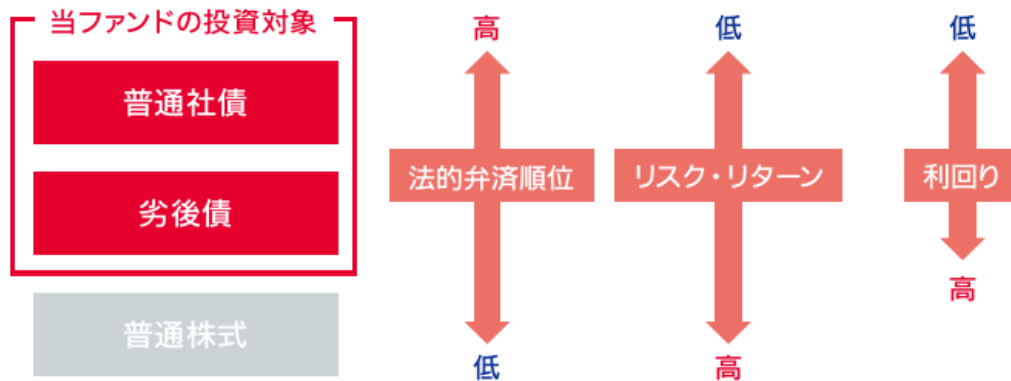 当ファンドの投資対象
普通社債
劣後債
普通株式
高
法的弁済順位
低
低
リスク・リターン
高
低
利回り
高